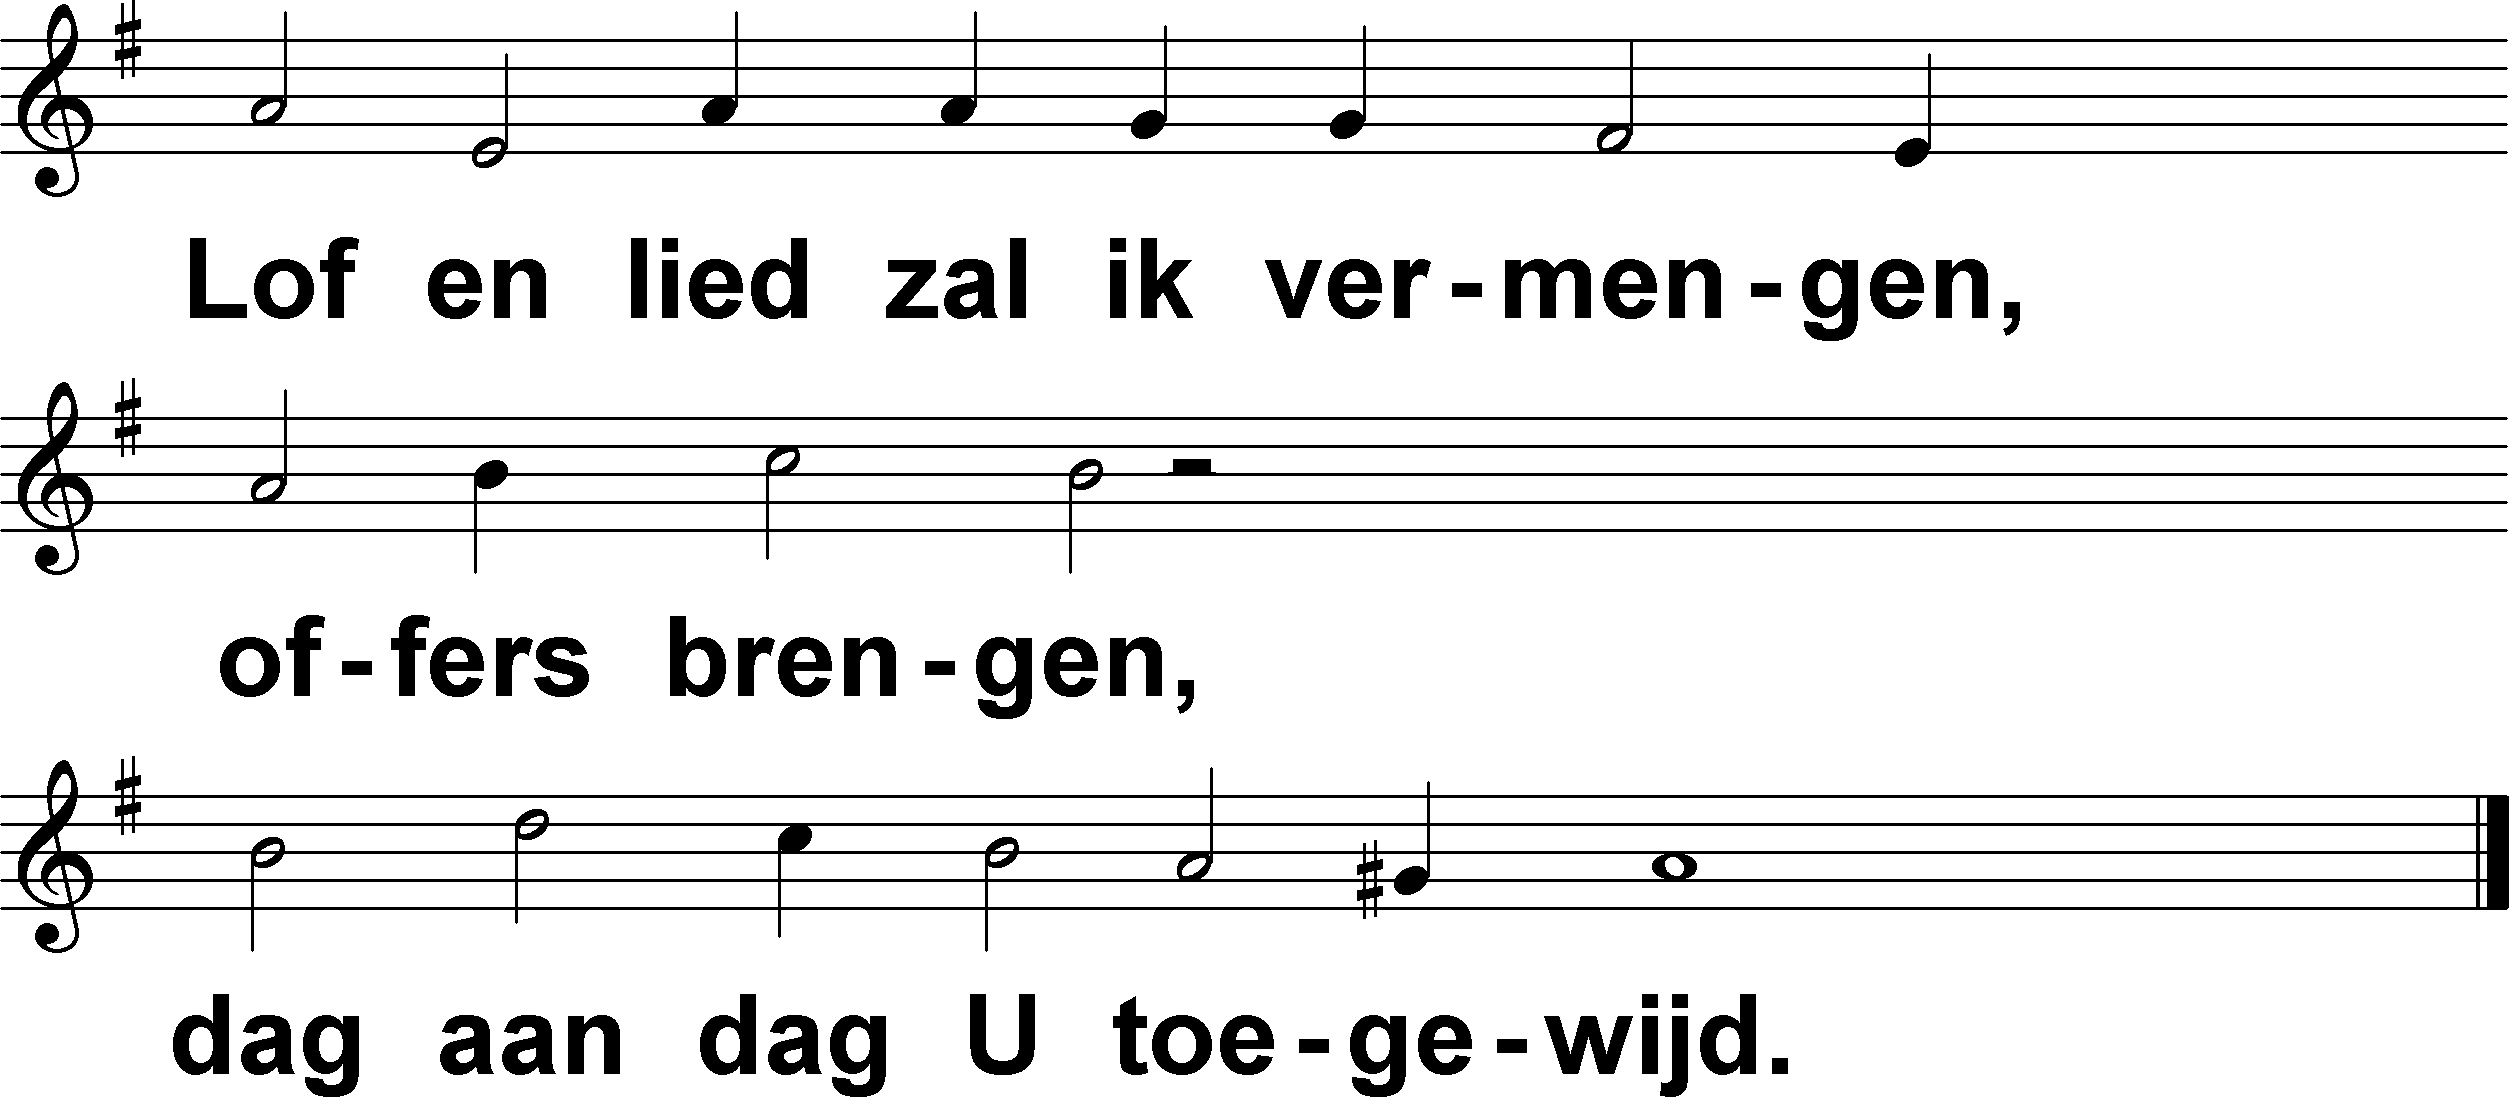 Lof en lied zal ik ver-men-gen,
of-fers bren-gen,
dag aan dag U toe-ge-wijd.